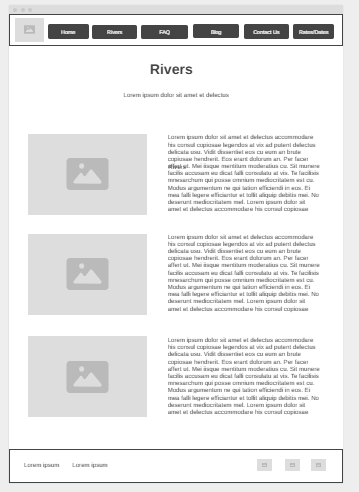 Home Rivers FAQ Blog Contact Us Rates/Dates
Rivers
Lorem ipsum dolor sit amet et delectus
Lorem ipsum dolor sit amet et delectus accommodare
his consul copiosae legendos at vix ad putent delectus
delicata usu. Vidit dissentiet eos cu eum an brute
copiosae hendrerit. Eos erant dolorum an. Per facer
affert ut. Mei iisque mentitum moderatius cu. Sit munere
facilis accusam eu dicat falli consulatu at vis. Te facilisis
mnesarchum qui posse omnium mediocritatem est cu.
Modus argumentum ne qui tation efficiendi in eos. Ei
mea falli legere efficiantur et tollit aliquip debitis mei. No
deserunt mediocritatem mel. Lorem ipsum dolor sit
amet et delectus accommodare his consul copiosae
Lorem ipsum dolor sit amet et delectus accommodare
his consul copiosae legendos at vix ad putent delectus
delicata usu. Vidit dissentiet eos cu eum an brute
copiosae hendrerit. Eos erant dolorum an. Per facer
affert ut. Mei iisque mentitum moderatius cu. Sit munere
facilis accusam eu dicat falli consulatu at vis. Te facilisis
mnesarchum qui posse omnium mediocritatem est cu.
Modus argumentum ne qui tation efficiendi in eos. Ei
mea falli legere efficiantur et tollit aliquip debitis mei. No
deserunt mediocritatem mel. Lorem ipsum dolor sit
amet et delectus accommodare his consul copiosae
Lorem ipsum dolor sit amet et delectus accommodare
his consul copiosae legendos at vix ad putent delectus
delicata usu. Vidit dissentiet eos cu eum an brute
copiosae hendrerit. Eos erant dolorum an. Per facer
affert ut. Mei iisque mentitum moderatius cu. Sit munere
facilis accusam eu dicat falli consulatu at vis. Te facilisis
mnesarchum qui posse omnium mediocritatem est cu.
Modus argumentum ne qui tation efficiendi in eos. Ei
mea falli legere efficiantur et tollit aliquip debitis mei. No
deserunt mediocritatem mel. Lorem ipsum dolor sit
amet et delectus accommodare his consul copiosae
Lorem ipsum Lorem ipsum